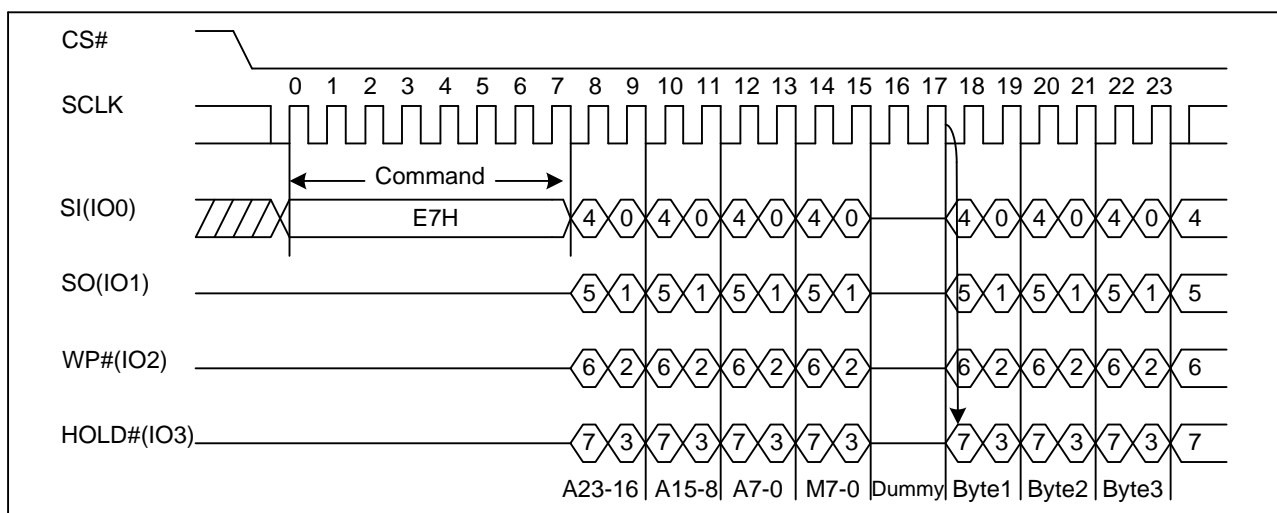 CS#
0 1 2 3 4 5 6 7 8 9 10 11 12 13 14 15 16 17 18 19 20 21 22 23
SCLK
Command
SI(IO0) E7H 4 0 4 0 4 0 4 0 4 0 4 0 4 0 4
SO(IO1) 5 1 5 1 5 1 5 1 5 1 5 1 5 1 5
WP#(IO2) 6 2 6 2 6 2 6 2 6 2 6 2 6 2 6
HOLD#(IO3) 7 3 7 3 7 3 7 3 7 3 7 3 7 3 7
A23-16 A15-8 A7-0 M7-0 Dummy Byte1 Byte2 Byte3